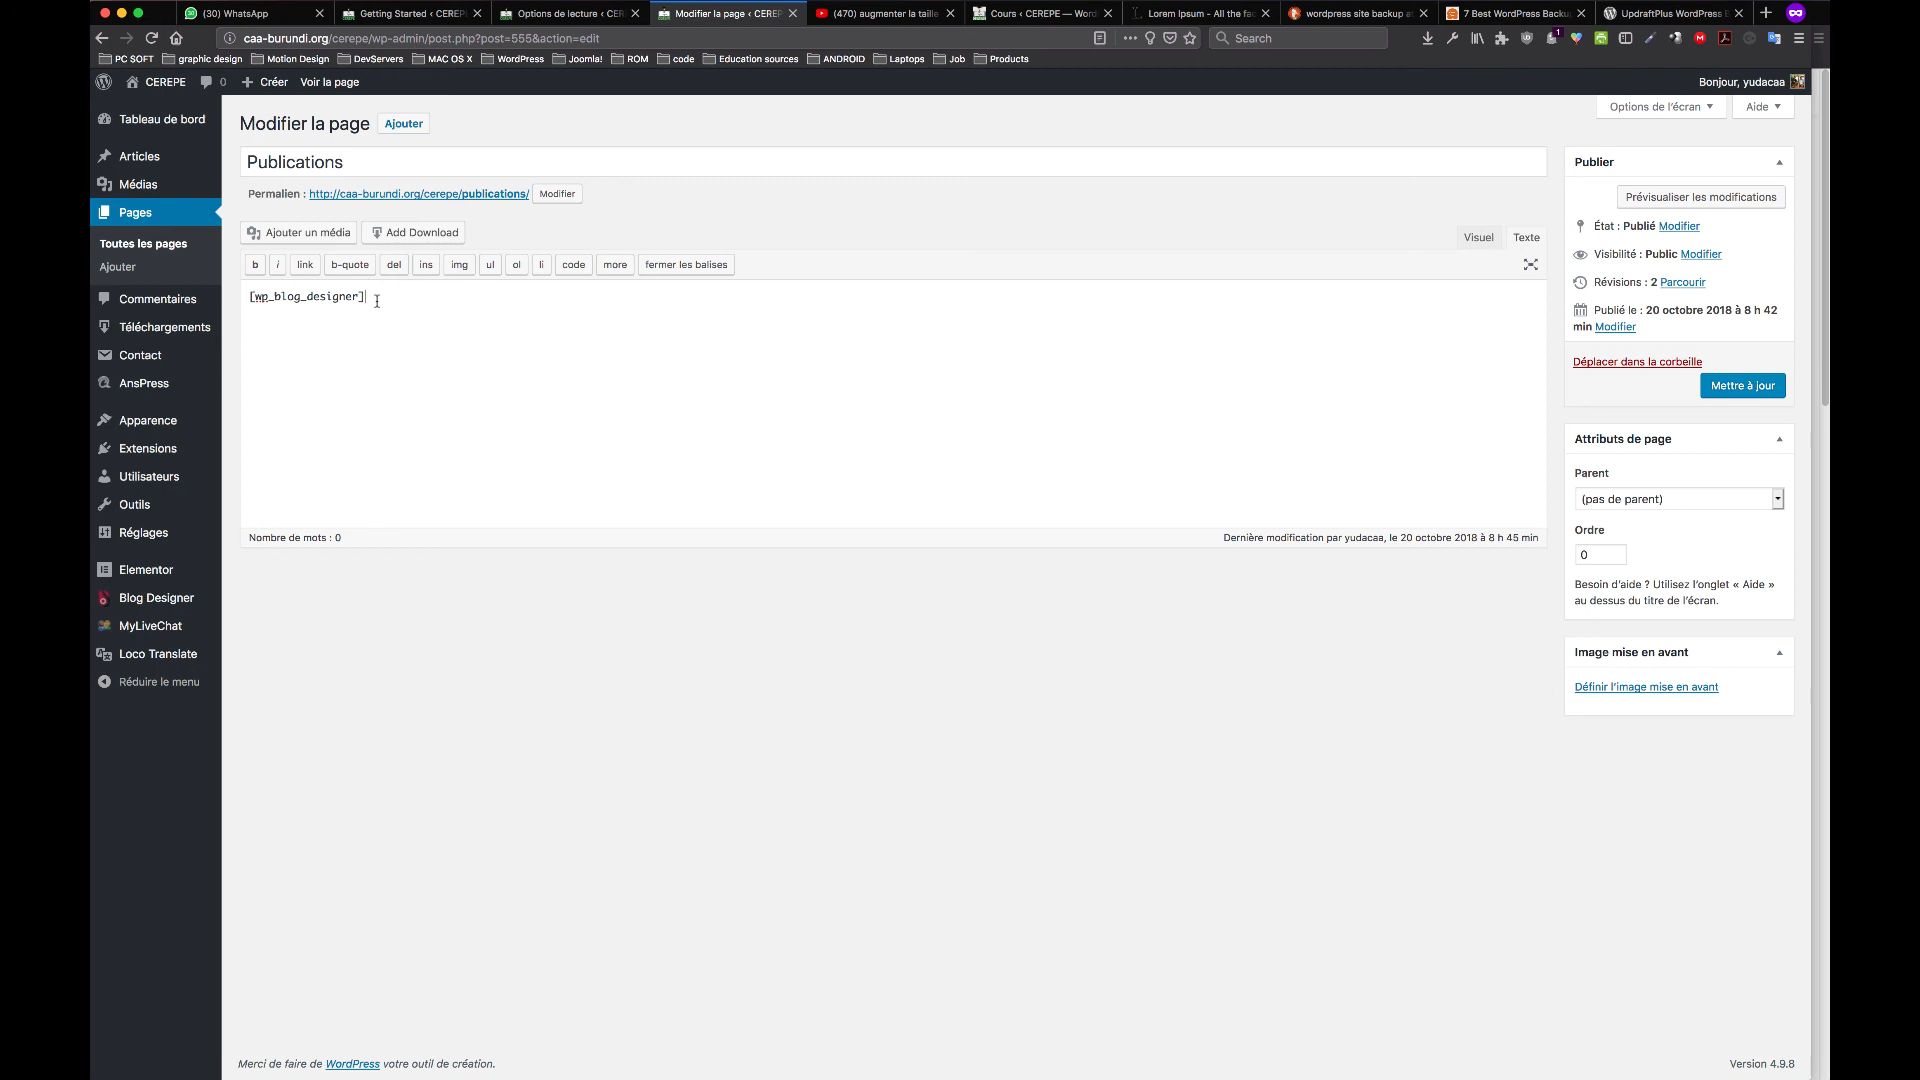 (30) WhatsApp
Getting Started ‹ CEREP
Options de lecture ‹ CE
Modifier la page ‹ CEREP
(470) augmenter la taille
Cours ‹ CEREPE — Word
Lorem Ipsum - All the fac
wordpress site backup at
7 Best WordPress Backu
UpdraftPlus WordPress B
caa-burundi.org/cerepe/wp-admin/post.php?post=555&action=edit
Search
1
PC SOFT
graphic design
Motion Design
DevServers
MAC OS X
WordPress
Joomla!
ROM
code
Education sources
ANDROID
Laptops
Job
Products
CEREPE
0
Créer
Voir la page
Bonjour, yudacaa
Tableau de bord
Articles
Médias
Pages
Toutes les pages
Ajouter
Commentaires
Téléchargements
Contact
AnsPress
Apparence
Extensions
Utilisateurs
Outils
Réglages
Elementor
Blog Designer
MyLiveChat
Loco Translate
Réduire le menu
Options de l'écran
Aide
Modifier la page
Ajouter
Publications
Permalien : http://caa-burundi.org/cerepe/publications/
Modifier
Ajouter un média
Add Download
Visuel
Texte
b
i
link
b-quote
del
ins
img
ul
ol
li
code
more
fermer les balises
[wp_blog_designer]
Nombre de mots : 0
Dernière modification par yudacaa, le 20 octobre 2018 à 8 h 45 min
Publier
Prévisualiser les modifications
État : Publié Modifier
Visibilité : Public Modifier
Révisions : 2 Parcourir
Publié le : 20 octobre 2018 à 8 h 42
min Modifier
Déplacer dans la corbeille
Mettre à jour
Attributs de page
Parent
(pas de parent)
Ordre
0
Besoin d'aide ? Utilisez l'onglet « Aide »
au dessus du titre de l'écran.
Image mise en avant
Définir l'image mise en avant
Merci de faire de WordPress votre outil de création.
Version 4.9.8